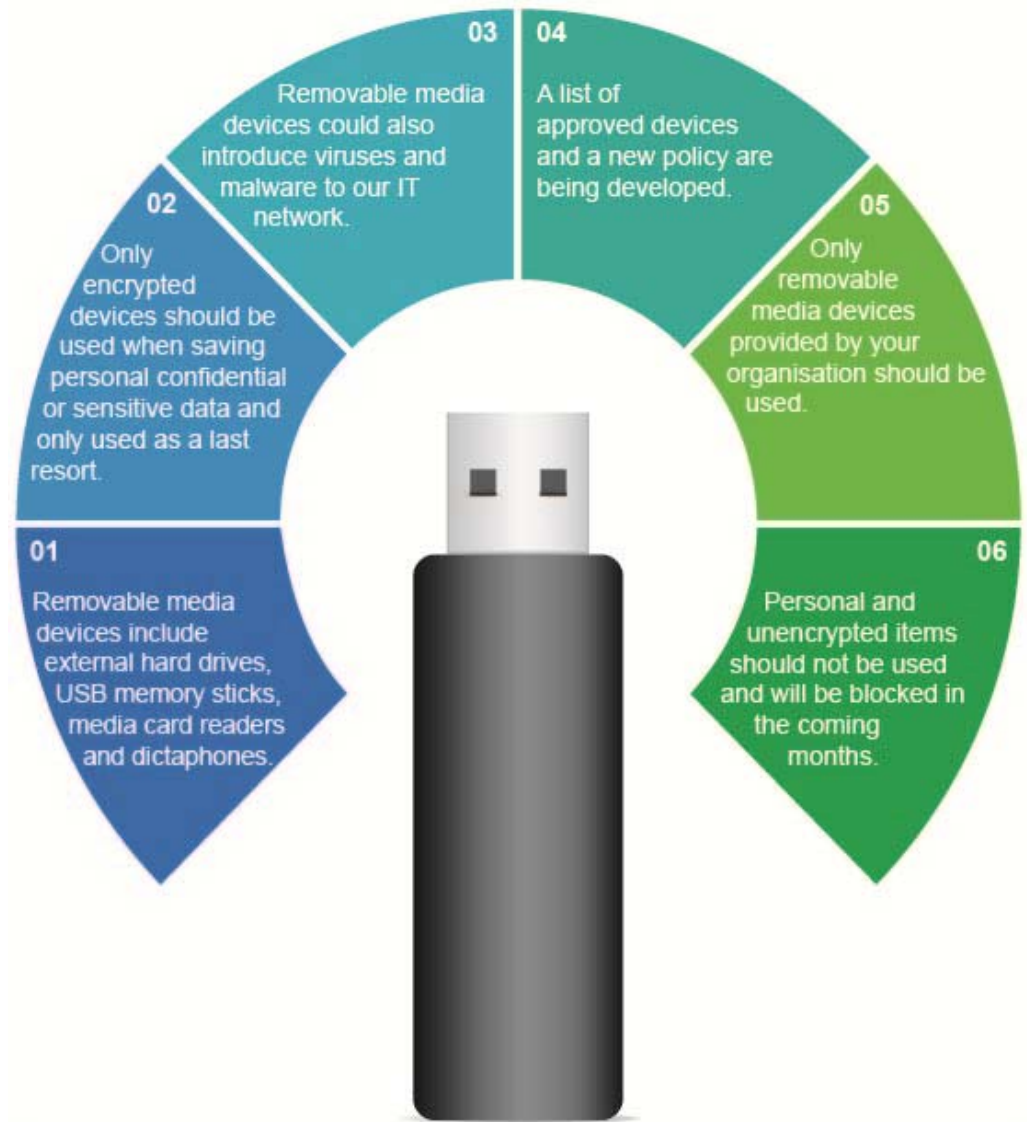 01
Removable media
devices include
external hard drives,
USB memory sticks,
media card readers
and dictaphones.
02
Only
encrypted
devices should be
used when saving
personal confidential
or sensitive data and
only used as a last
resort.
03
Removable media
devices could also
introduce viruses and
malware to our IT
network.
04
A list of
approved devices
and a new policy are
being developed.
05
Only
removable
media devices
provided by your
organisation should be
used.
06
Personal and
unencrypted items
should not be used
and will be blocked in
the coming
months.